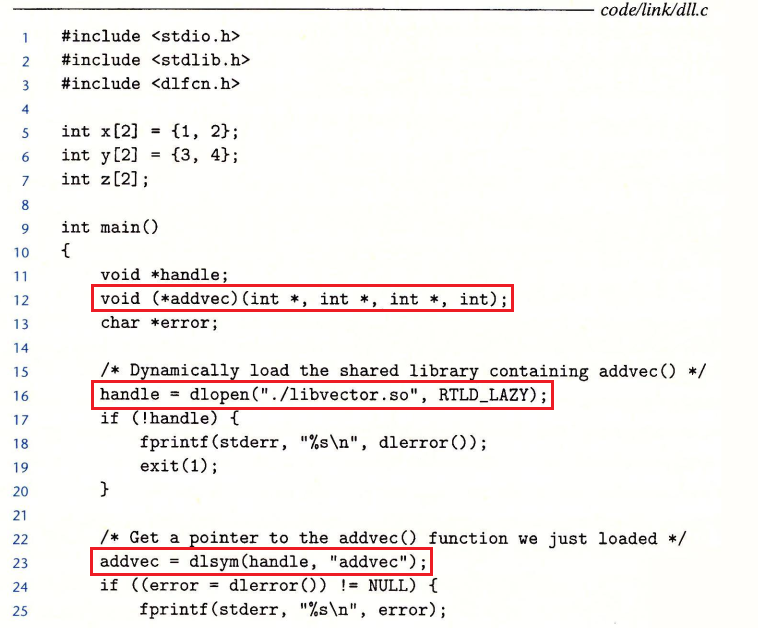 code/link/dll.c
1 #include <stdio.h>
2 #include <stdlib.h>
3 #include <dlfcn.h>
4
5 int x[2] = {1, 2};
6 int y[2] = {3, 4};
7 int z[2];
8
9 int main()
10 {
11     void *handle;
12     void (*addvec)(int *, int *, int *, int);
13     char *error;
14
15     /* Dynamically load the shared library containing addvec() */
16     handle = dlopen("./libvector.so", RTLD_LAZY);
17     if (!handle) {
18         fprintf(stderr, "%s\n", dlerror());
19         exit(1);
20     }
21
22     /* Get a pointer to the addvec() function we just loaded */
23     addvec = dlsym(handle, "addvec");
24     if ((error = dlerror()) != NULL) {
25         fprintf(stderr, "%s\n", error);